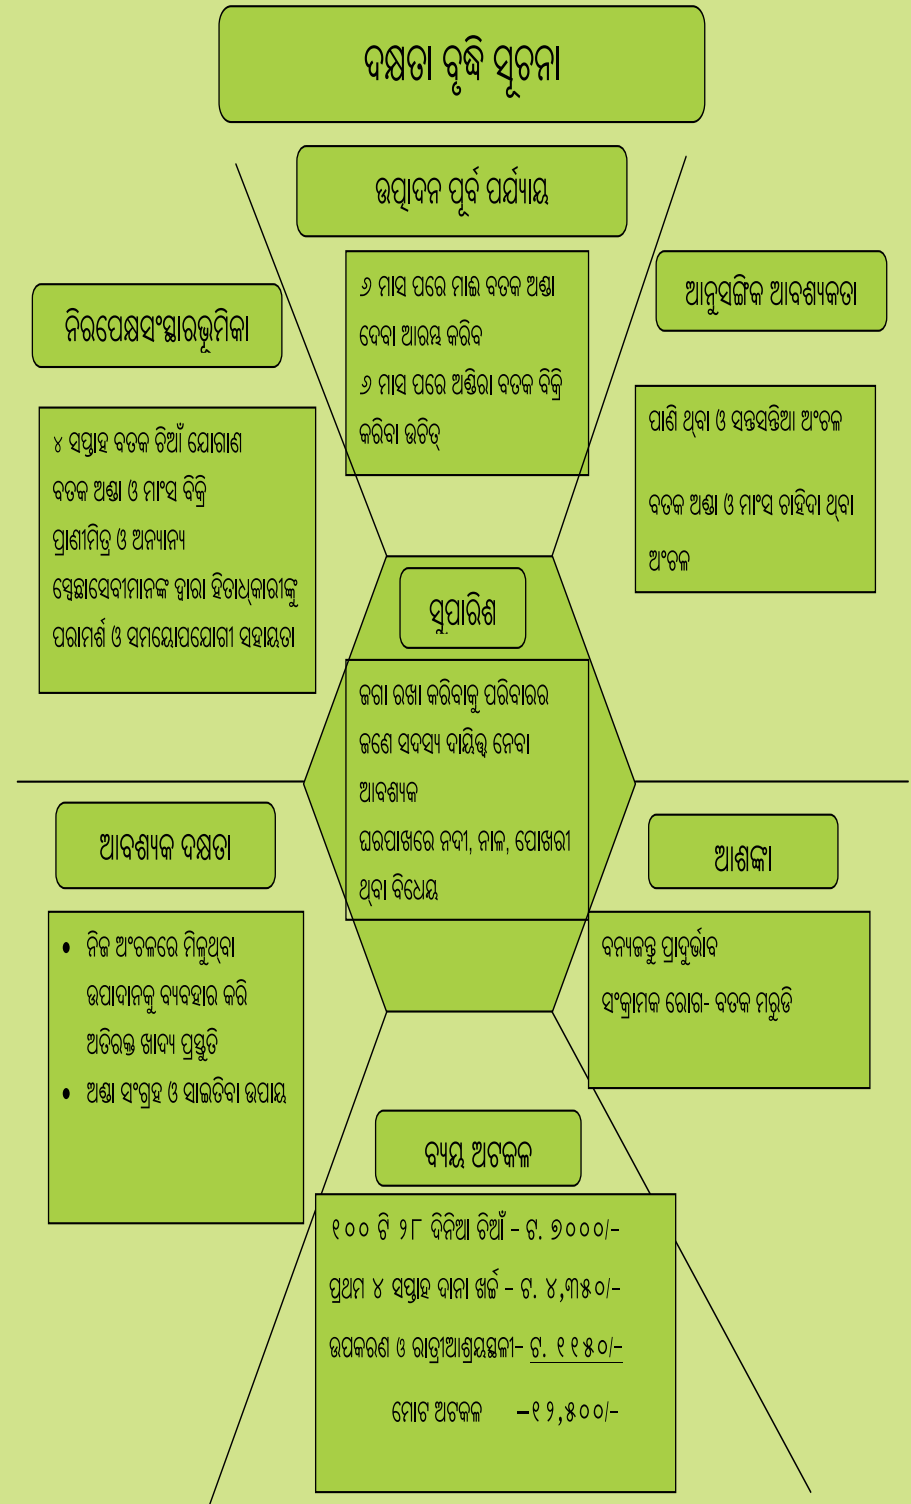 ଦକ୍ଷତା ବୃଦ୍ଧି ସୂଚନା
ଉତ୍ପାଦନ ପୂର୍ବ ପର୍ଯ୍ୟାୟ
୬ ମାସ ପରେ ମାଈ ବତକ ଅଣ୍ଡା
ଦେବା ଆରମ୍ଭ କରିବ
୬ ମାସ ପରେ ଅଣ୍ଡିରା ବତକ ବିକ୍ରି
କରିବା ଉଚିତ୍
ନିରପେକ୍ଷସଂସ୍ଥାରଭୂମିକା
୪ ସପ୍ତାହ ବତକ ଚିଆଁ ଯୋଗାଣ
ବତକ ଅଣ୍ଡା ଓ ମାଂସ ବିକ୍ରି
ପ୍ରାଣୀମିତ୍ର ଓ ଅନ୍ୟାନ୍ୟ
ସ୍ୱେଛାସେବୀମାନଙ୍କ ଦ୍ୱାରା ହିତାଧିକାରୀଙ୍କୁ
ପରାମର୍ଶ ଓ ସମୟୋପଯୋଗୀ ସହାୟତା
ଆନୁସଙ୍ଗିକ ଆବଶ୍ୟକତା
ପାଣି ଥିବା ଓ ସନ୍ତସନ୍ତିଆ ଅଂଚଳ
ବତକ ଅଣ୍ଡା ଓ ମାଂସ ଚାହିଦା ଥିବା
ଅଂଚଳ
ସୁପାରିଶ
ଜଗା ରଖା କରିବାକୁ ପରିବାରର
ଜଣେ ସଦସ୍ୟ ଦାୟିତ୍ତ୍ୱ ନେବା
ଆବଶ୍ୟକ
ଘରପାଖରେ ନଦୀ, ନାଳ, ପୋଖରୀ
ଥିବା ବିଧେୟ
ଆବଶ୍ୟକ ଦକ୍ଷତା
• ନିଜ ଅଂଚଳରେ ମିଳୁଥିବା
ଉପାଦାନକୁ ବ୍ୟବହାର କରି
ଅତିରକ୍ତ ଖାଦ୍ୟ ପ୍ରସ୍ତୁତି
• ଅଣ୍ଡା ସଂଗ୍ରହ ଓ ସାଇତିବା ଉପାୟ
ଆଶଙ୍କା
ବନ୍ୟଜନ୍ତୁ ପ୍ରାଦୁର୍ଭାବ
ସଂକ୍ରାମକ ରୋଗ- ବତକ ମରୁଡି
ବ୍ୟୟ ଅଟକଳ
୧୦୦ ଟି ୨୮ ଦିନିଆ ଚିଆଁ – ଟ. ୭୦୦୦/-
ପ୍ରଥମ ୪ ସପ୍ତାହ ଦାନା ଖର୍ଚ୍ଚ – ଟ. ୪,୩୫୦/-
ଉପକରଣ ଓ ରାତ୍ରୀଆଶ୍ରୟସ୍ଥଳୀ- ଟ. ୧୧୫୦/-
ମୋଟ ଅଟକଳ –୧୨,୫୦୦/-